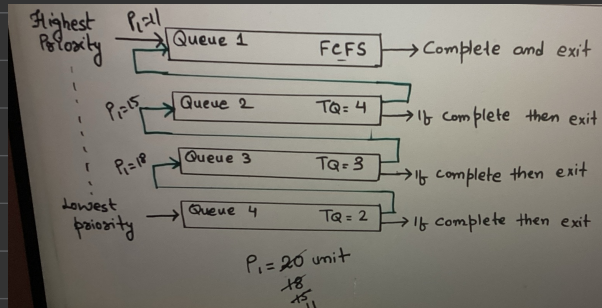 Highest
Priority
P1=11
Queue 1 FCFS
Complete and exit
P1=15
Queue 2 TQ=4
If complete then exit
P1=18
Queue 3 TQ=3
If complete then exit
Lowest
priority
Queue 4 TQ=2
If complete then exit
P1=20 unit
18
15
11